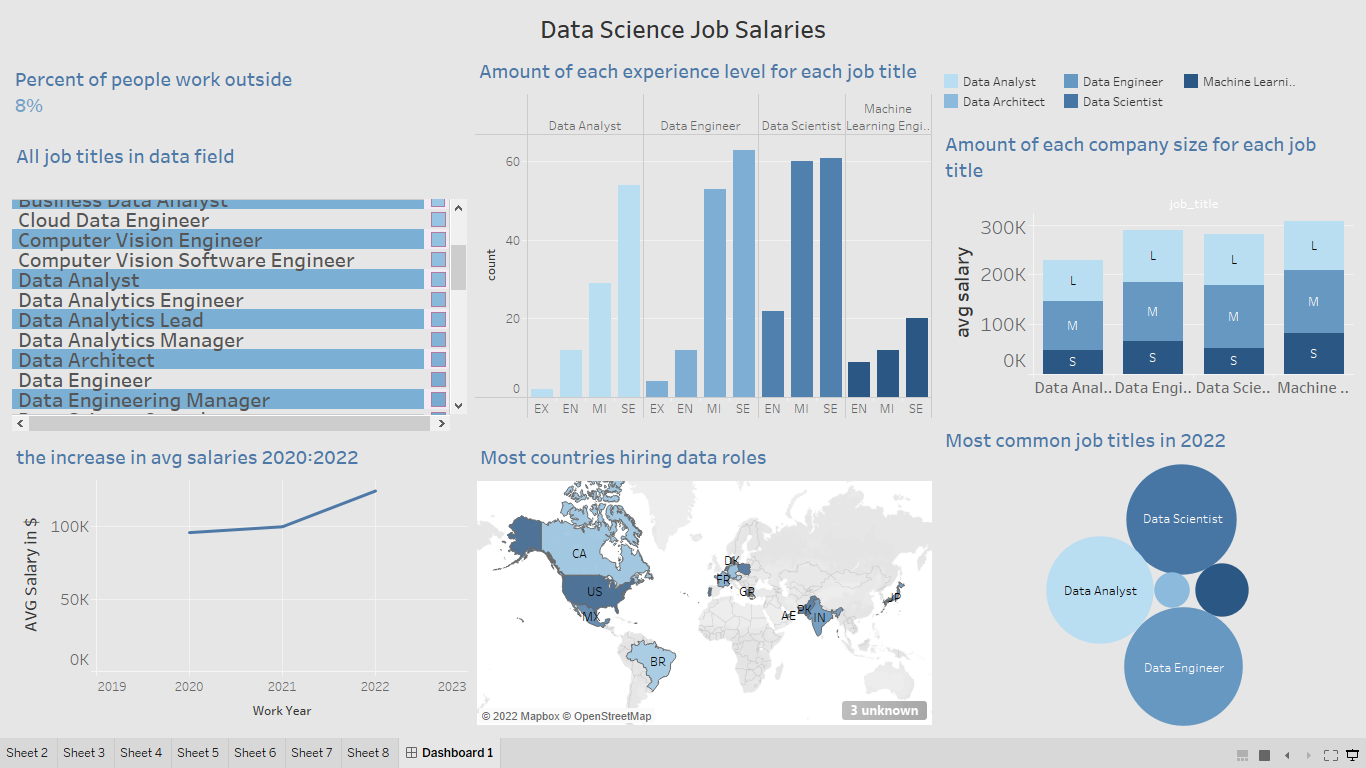 Data Science Job Salaries
Percent of people work outside
8%
All job titles in data field
Business Data Analyst
Cloud Data Engineer
Computer Vision Engineer
Computer Vision Software Engineer
Data Analyst
Data Analytics Engineer
Data Analytics Lead
Data Analytics Manager
Data Architect
Data Engineer
Data Engineering Manager
Amount of each experience level for each job title
Data Analyst
Data Engineer
Data Scientist
Machine
Learning Engi..
count
60
40
20
0
EX EN MI SE EX EN MI SE EN MI SE EN MI SE
Data Analyst Data Engineer Machine Learni..
Data Architect Data Scientist
Amount of each company size for each job
title
job_title
avg salary
300K
200K
100K
0K
L L L L
M M M M
S S S S
Data Anal.. Data Engi.. Data Scie.. Machine ..
the increase in avg salaries 2020:2022
AVG Salary in $
100K
50K
0K
2019 2020 2021 2022 2023
Work Year
Most countries hiring data roles
CA
US
MX
BR
DK
FR
GR
AE
PK
IN
JP
3 unknown
© 2022 Mapbox © OpenStreetMap
Most common job titles in 2022
Data Scientist
Data Analyst
Data Engineer
Sheet 2 Sheet 3 Sheet 4 Sheet 5 Sheet 6 Sheet 7 Sheet 8 Dashboard 1